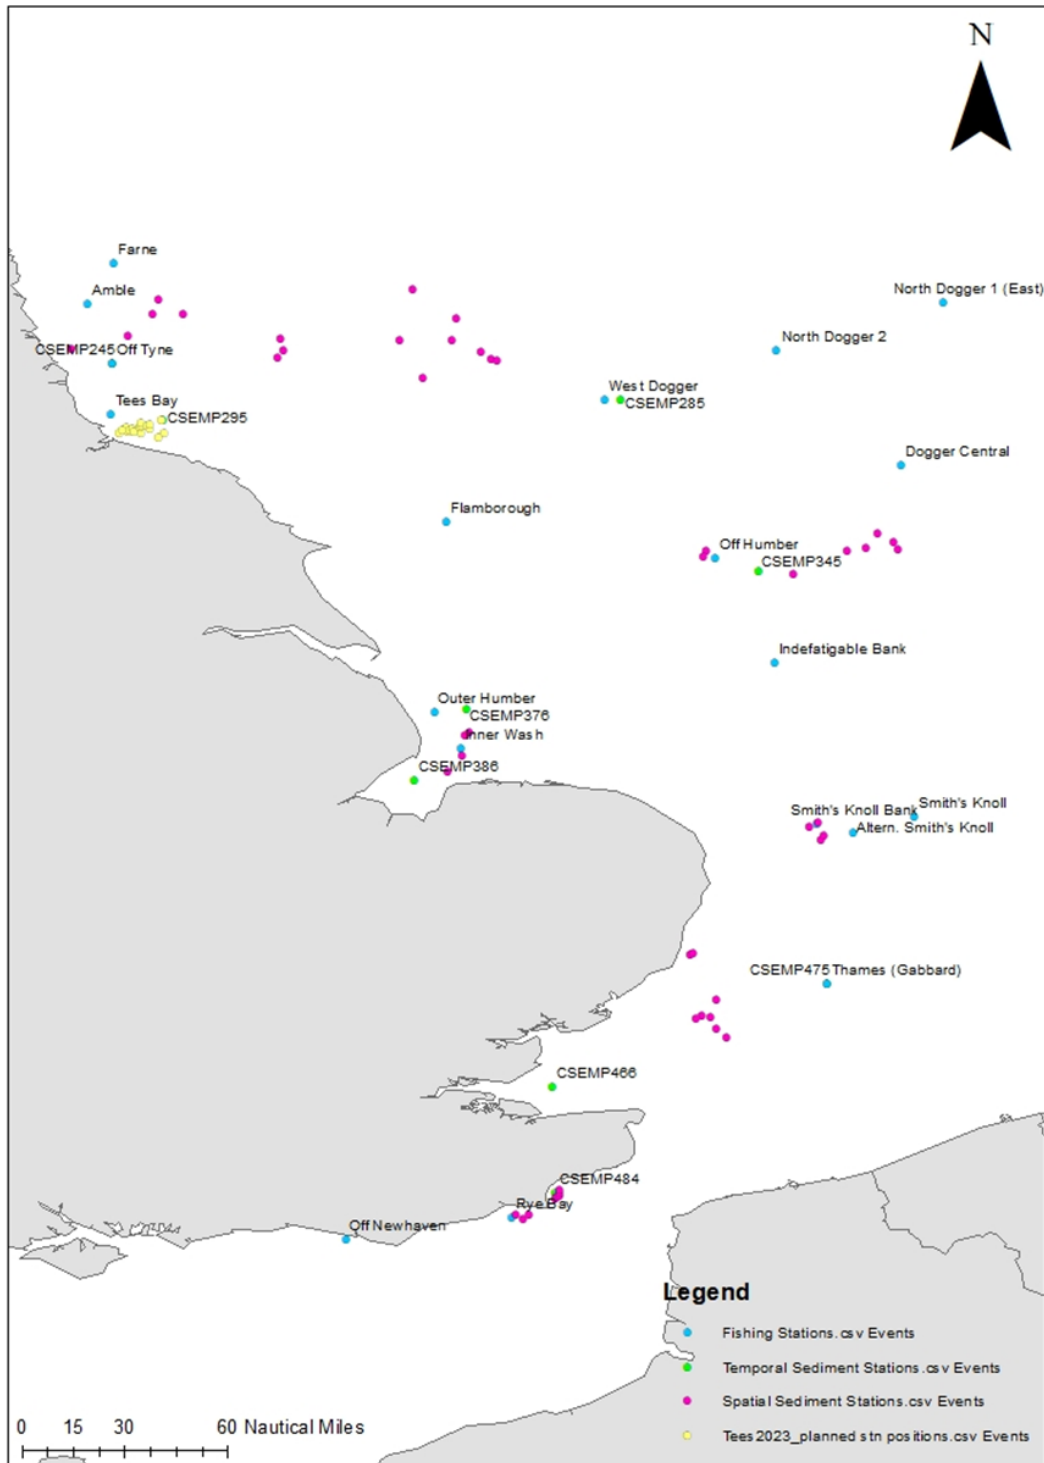 N
Farne
Amble
North Dogger 1 (East)
North Dogger 2
CSEMP245 Off Tyne
West Dogger
CSEMP285
Tees Bay
CSEMP295
Dogger Central
Flamborough
Off Humber
CSEMP345
Indefatigable Bank
Outer Humber
CSEMP376
Inner Wash
CSEMP386
Smith's Knoll Bank
Smith's Knoll
Altern. Smith's Knoll
CSEMP475 Thames (Gabbard)
CSEMP466
CSEMP484
Rye Bay
Off Newhaven
Legend
Fishing Stations.csv Events
Temporal Sediment Stations.csv Events
Spatial Sediment Stations.csv Events
Tees2023_planned stn positions.csv Events
0 15 30 60 Nautical Miles